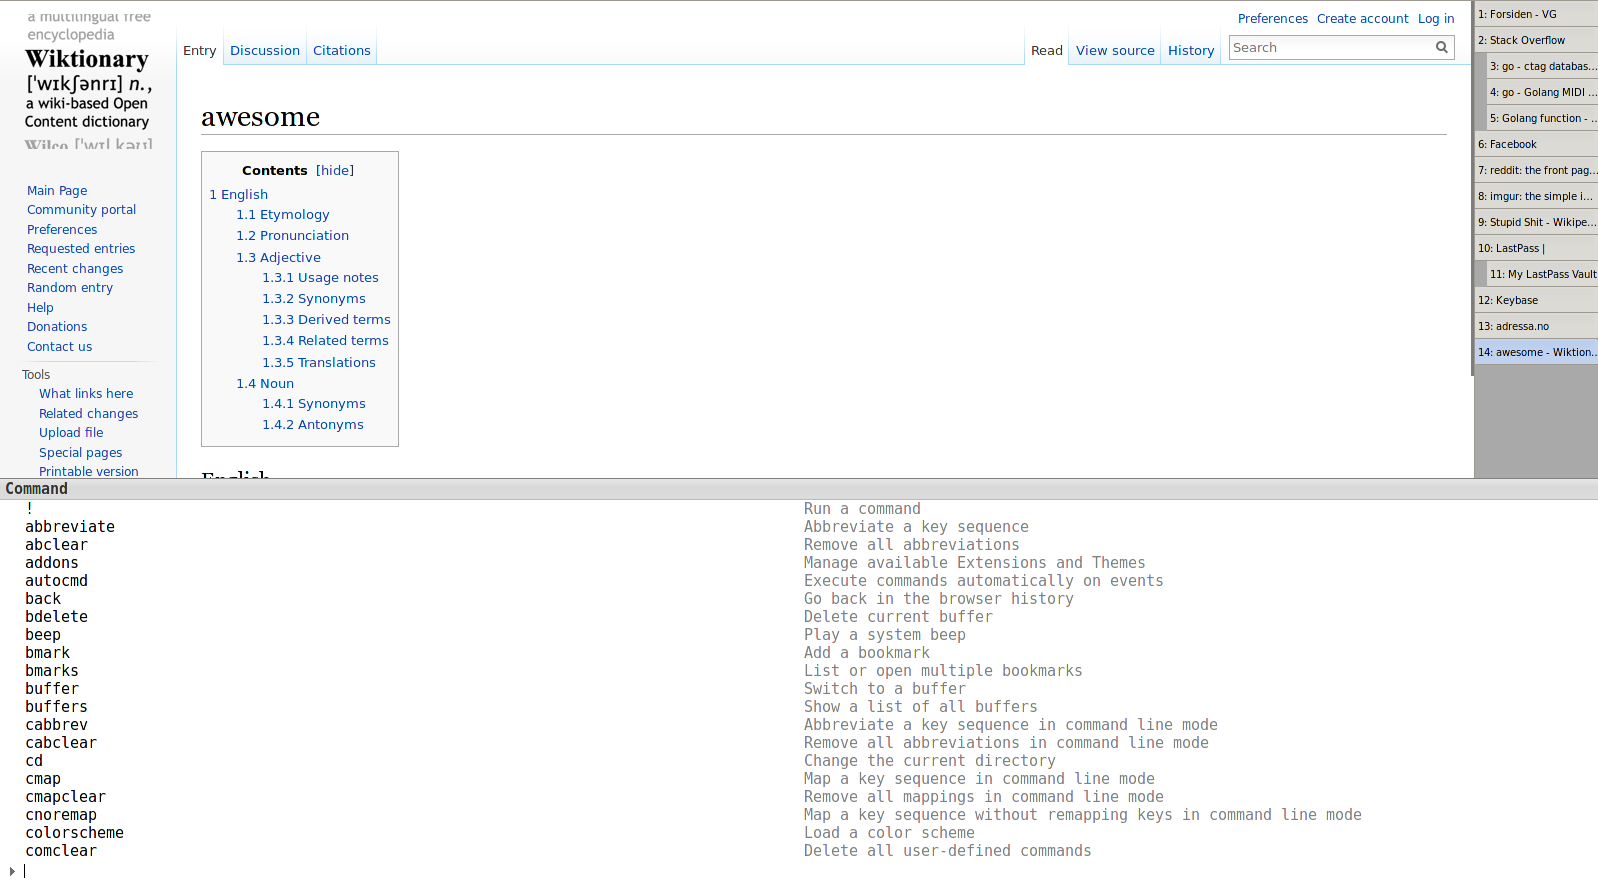 a multilingual free
encyclopedia
Wiktionary
['wɪkʃənrɪ] n.,
a wiki-based Open
Content dictionary
Wilco ['wɪl kəʊ]
Main Page
Community portal
Preferences
Requested entries
Recent changes
Random entry
Help
Donations
Contact us
Tools
What links here
Related changes
Upload file
Special pages
Printable version
Preferences Create account Log in
Entry Discussion Citations Read View source History Search
awesome
Contents [hide]
1 English
1.1 Etymology
1.2 Pronunciation
1.3 Adjective
1.3.1 Usage notes
1.3.2 Synonyms
1.3.3 Derived terms
1.3.4 Related terms
1.3.5 Translations
1.4 Noun
1.4.1 Synonyms
1.4.2 Antonyms
English
1: Forsiden - VG
2: Stack Overflow
3: go - ctag databas...
4: go - Golang MIDI ...
5: Golang function - ...
6: Facebook
7: reddit: the front pag...
8: imgur: the simple i...
9: Stupid Shit - Wikipe...
10: LastPass |
11: My LastPass Vault
12: Keybase
13: adressa.no
14: awesome - Wiktion...
Command
! Run a command
abbreviate Abbreviate a key sequence
abclear Remove all abbreviations
addons Manage available Extensions and Themes
autocmd Execute commands automatically on events
back Go back in the browser history
bdelete Delete current buffer
beep Play a system beep
bmark Add a bookmark
bmarks List or open multiple bookmarks
buffer Switch to a buffer
buffers Show a list of all buffers
cabbrev Abbreviate a key sequence in command line mode
cabclear Remove all abbreviations in command line mode
cd Change the current directory
cmap Map a key sequence in command line mode
cmapclear Remove all mappings in command line mode
cnoremap Map a key sequence without remapping keys in command line mode
colorscheme Load a color scheme
comclear Delete all user-defined commands